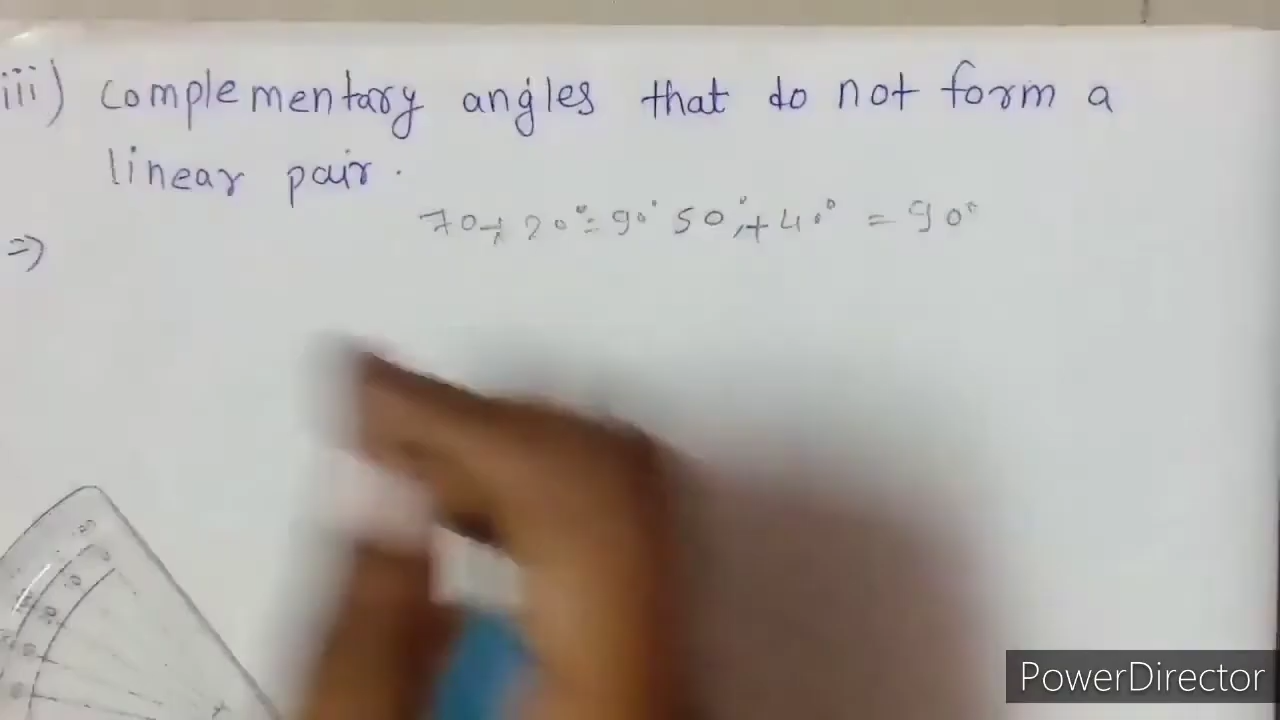 iii) complementary angles that do not form a
linear pair.
70+20°=90° 50°+40° = 90°
=>
PowerDirector